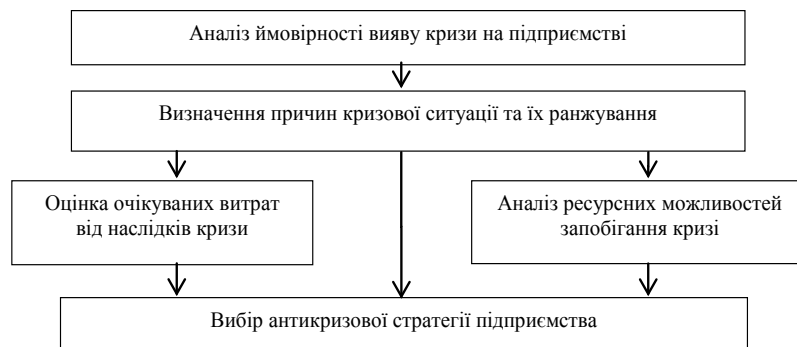 Аналіз ймовірності вияву кризи на підприємстві
Визначення причин кризової ситуації та їх ранжування
Оцінка очікуваних витрат
від наслідків кризи
Аналіз ресурсних можливостей
запобігання кризі
Вибір антикризової стратегії підприємства